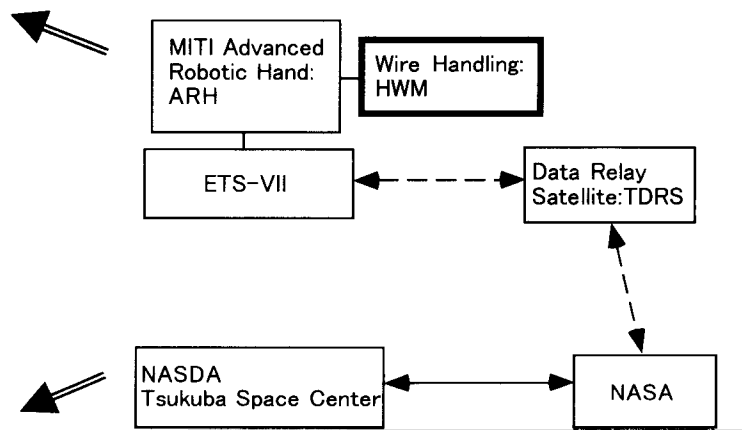 MITI Advanced
Robotic Hand:
ARH
Wire Handling:
HWM
ETS-VII
Data Relay
Satellite:TDRS
NASDA
Tsukuba Space Center
NASA